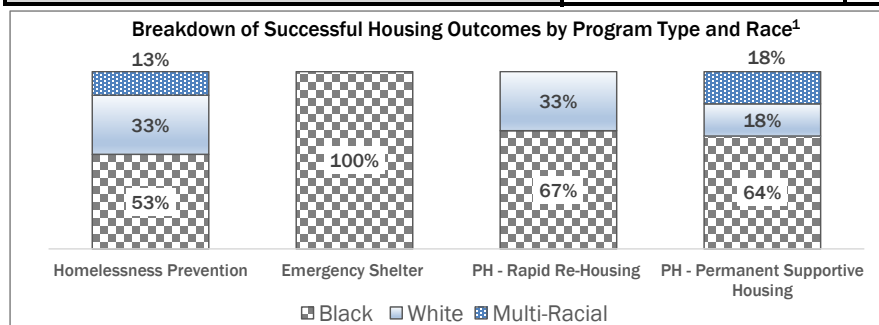 Breakdown of Successful Housing Outcomes by Program Type and Race1
13%
33%
53%
100%
33%
67%
18%
18%
64%
Homelessness Prevention
Emergency Shelter
PH - Rapid Re-Housing
PH - Permanent Supportive
Housing
Black White Multi-Racial